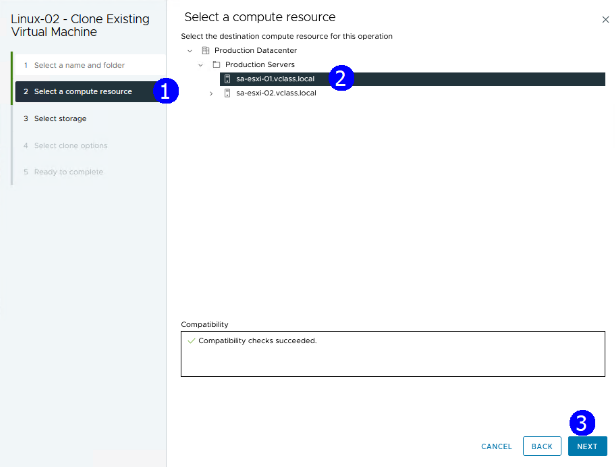 Linux-02 - Clone Existing
Virtual Machine
1 Select a name and folder
2 Select a compute resource
1
3 Select storage
4 Select clone options
5 Ready to complete
Select a compute resource
Select the destination compute resource for this operation
Production Datacenter
Production Servers
sa-esxi-01.vclass.local
2
sa-esxi-02.vclass.local
Compatibility
Compatibility checks succeeded.
3
CANCEL
BACK
NEXT